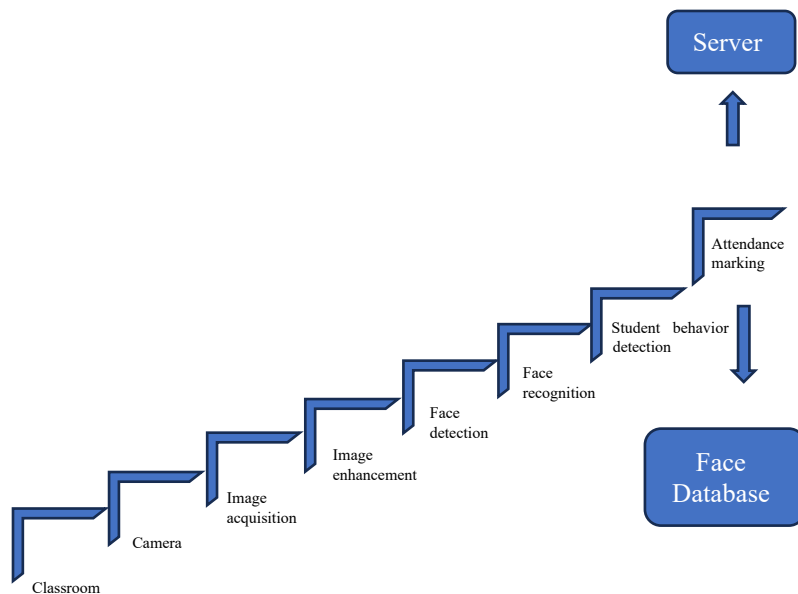 Server
Attendance
marking
Student behavior
detection
Face
recognition
Face
detection
Image
enhancement
Image
acquisition
Camera
Classroom
Face
Database